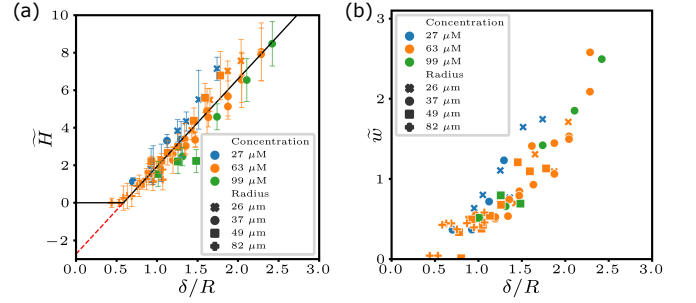 (a)
10
8
6
4
2
0
−2
H̃
0.0 0.5 1.0 1.5 2.0 2.5 3.0
δ/R
Concentration
27 μM
63 μM
99 μM
Radius
26 μm
37 μm
49 μm
82 μm
(b)
3
2
1
0
w̃
0.0 0.5 1.0 1.5 2.0 2.5 3.0
δ/R
Concentration
27 μM
63 μM
99 μM
Radius
26 μm
37 μm
49 μm
82 μm